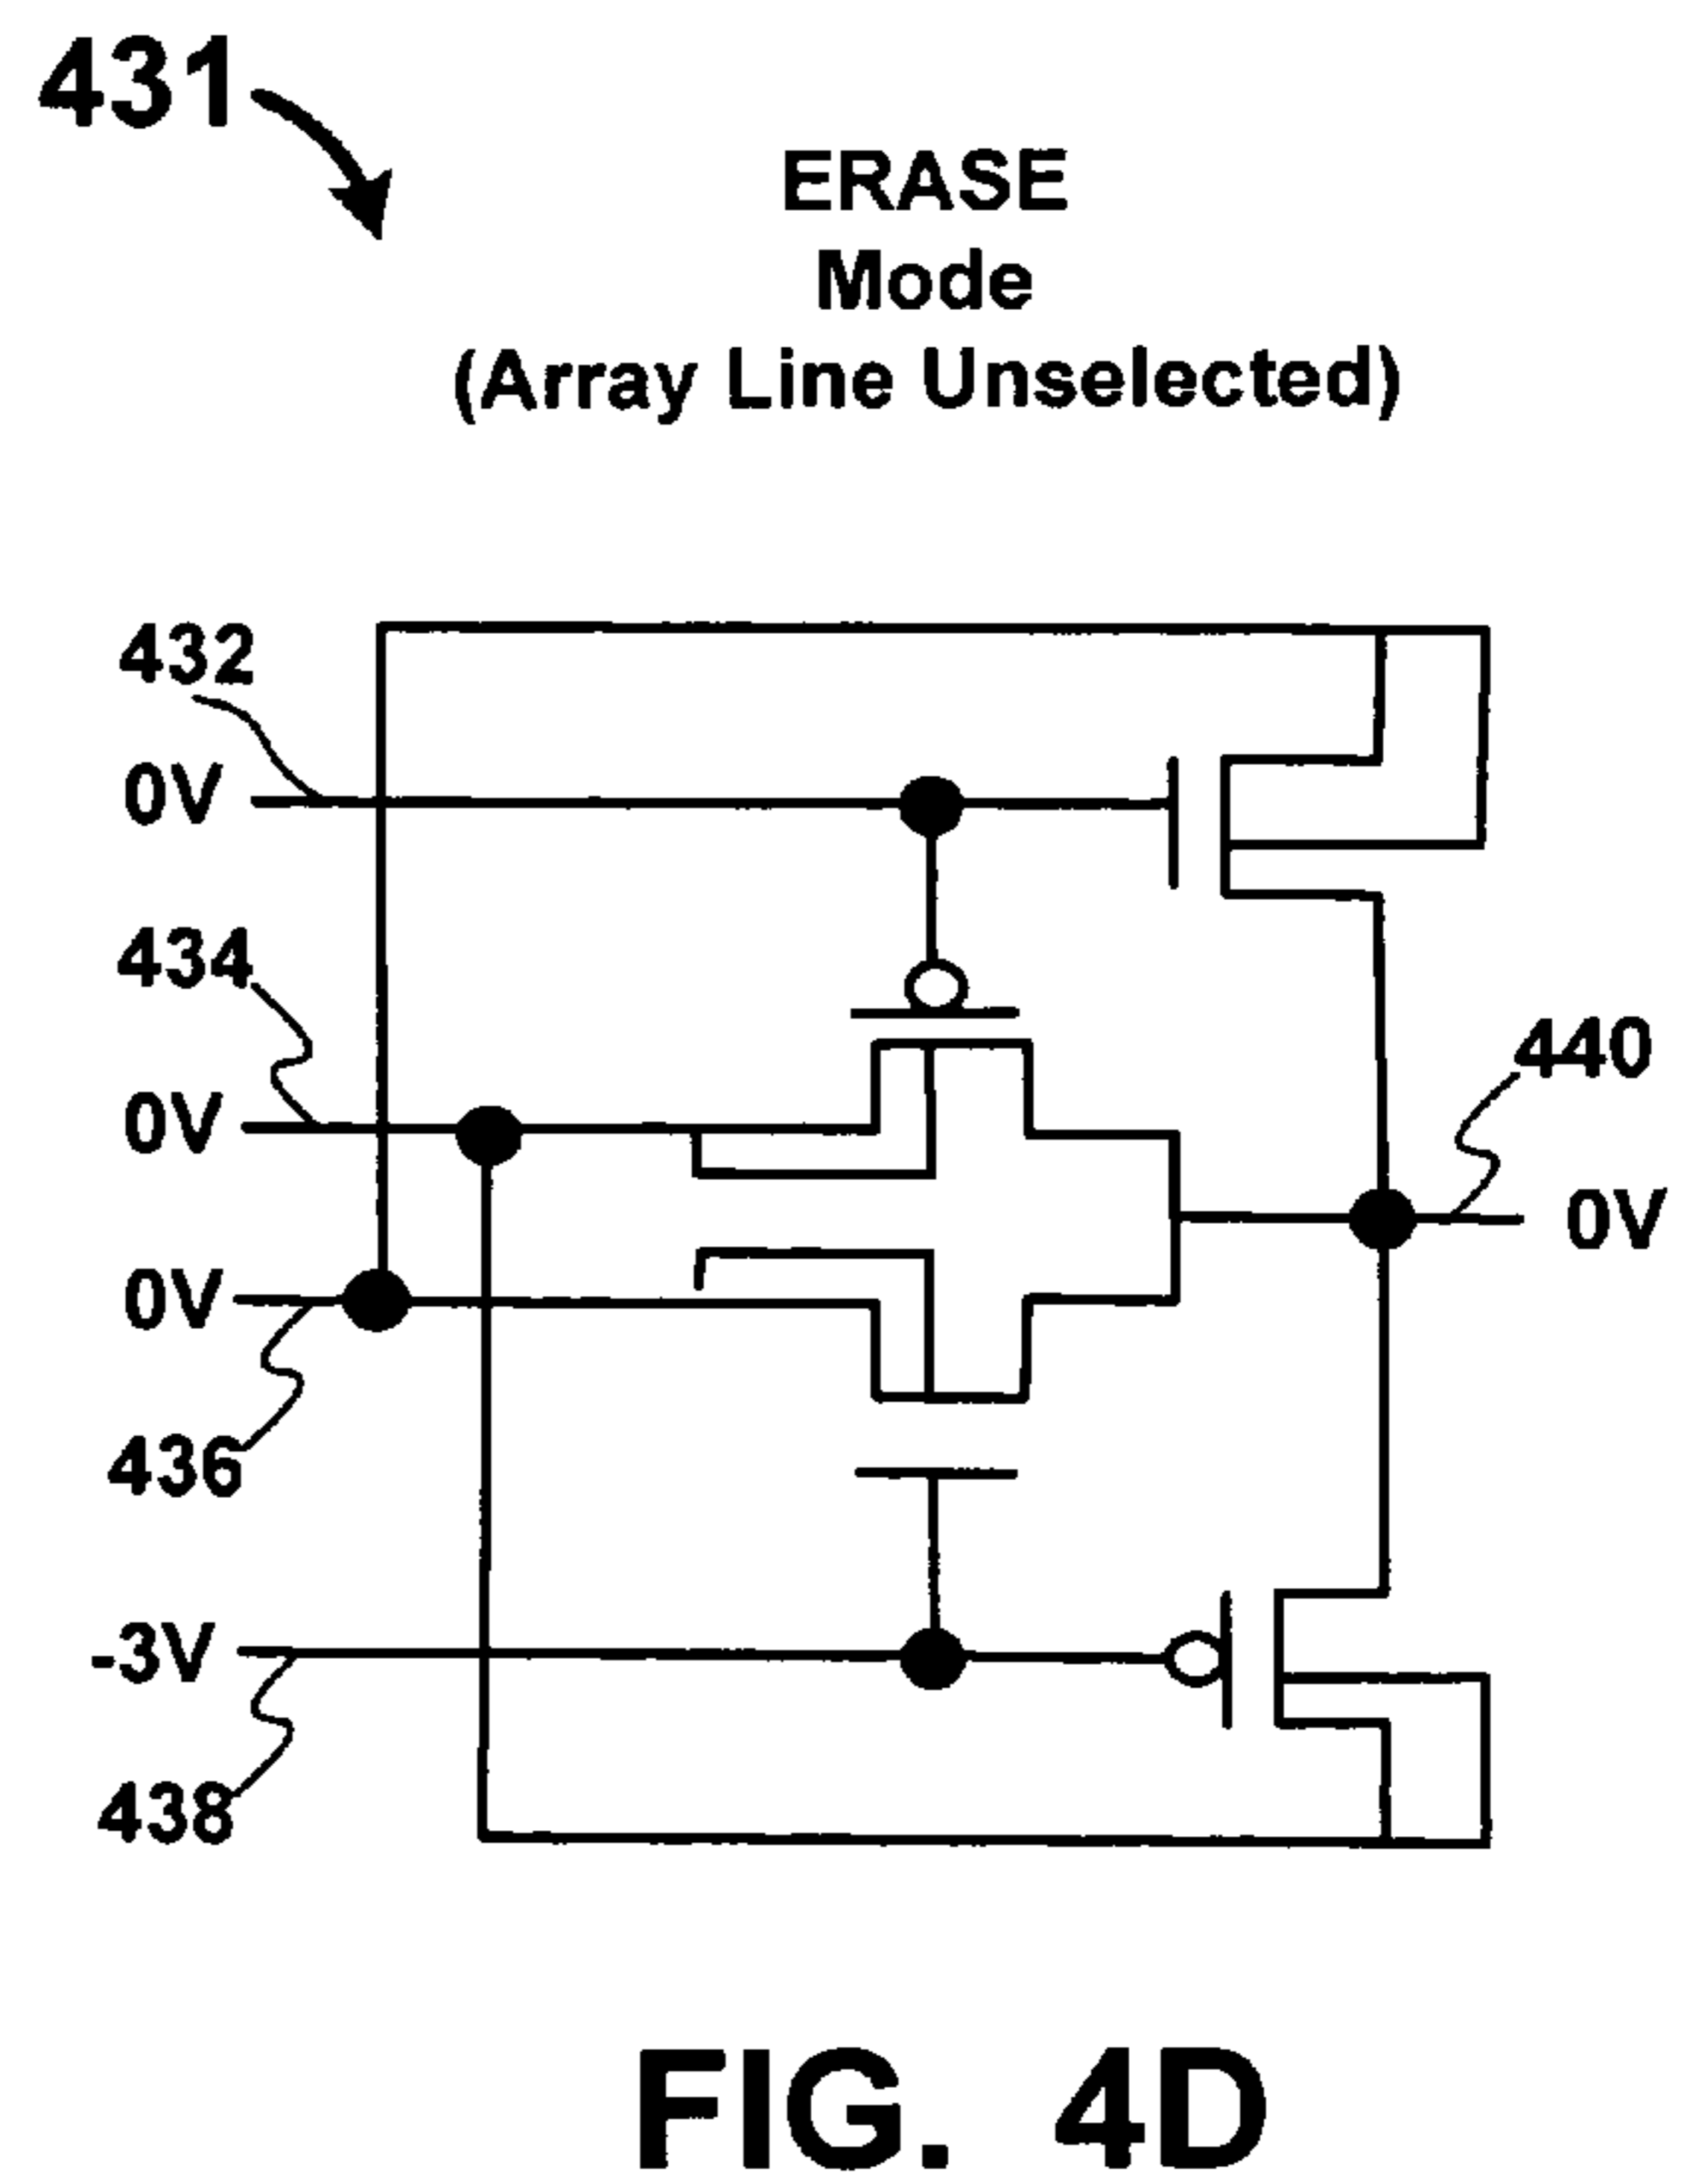 431
ERASE
Mode
(Array Line Unselected)
432
0V
434
0V
440
0V
0V
436
-3V
438
FIG. 4D